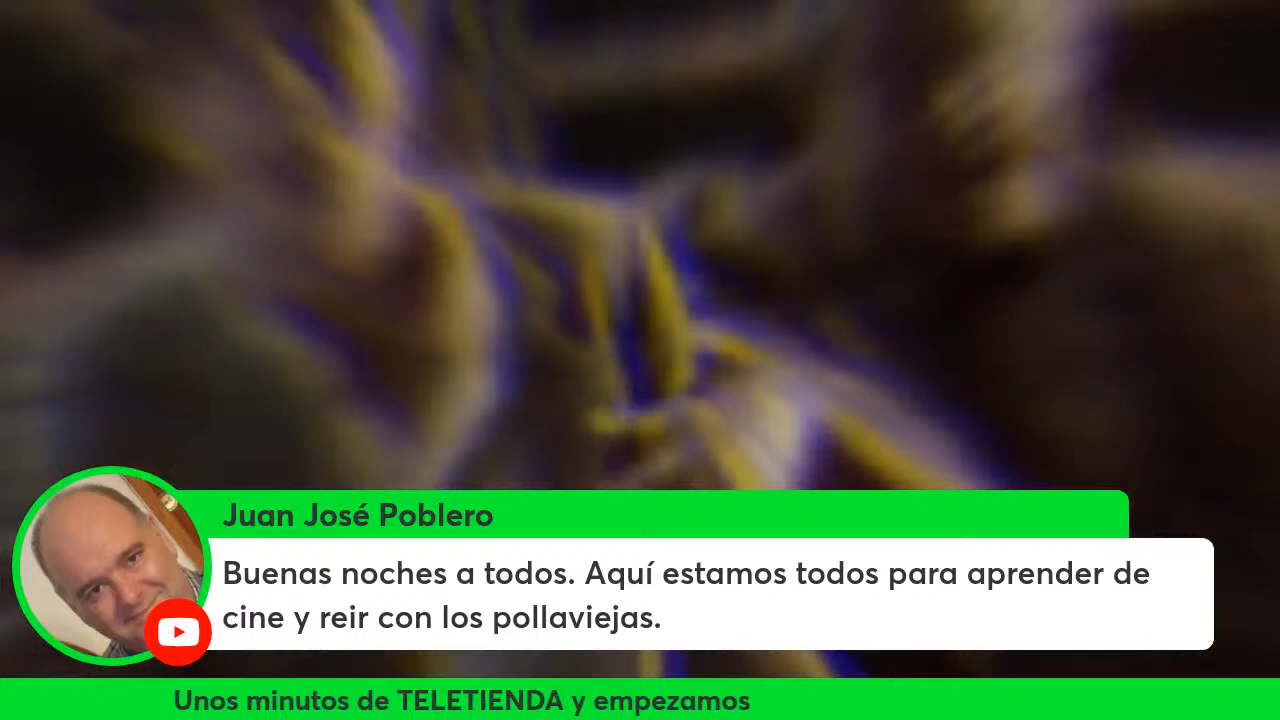 Juan José Poblero
Buenas noches a todos. Aquí estamos todos para aprender de
cine y reir con los pollaviejas.
Unos minutos de TELETIENDA y empezamos